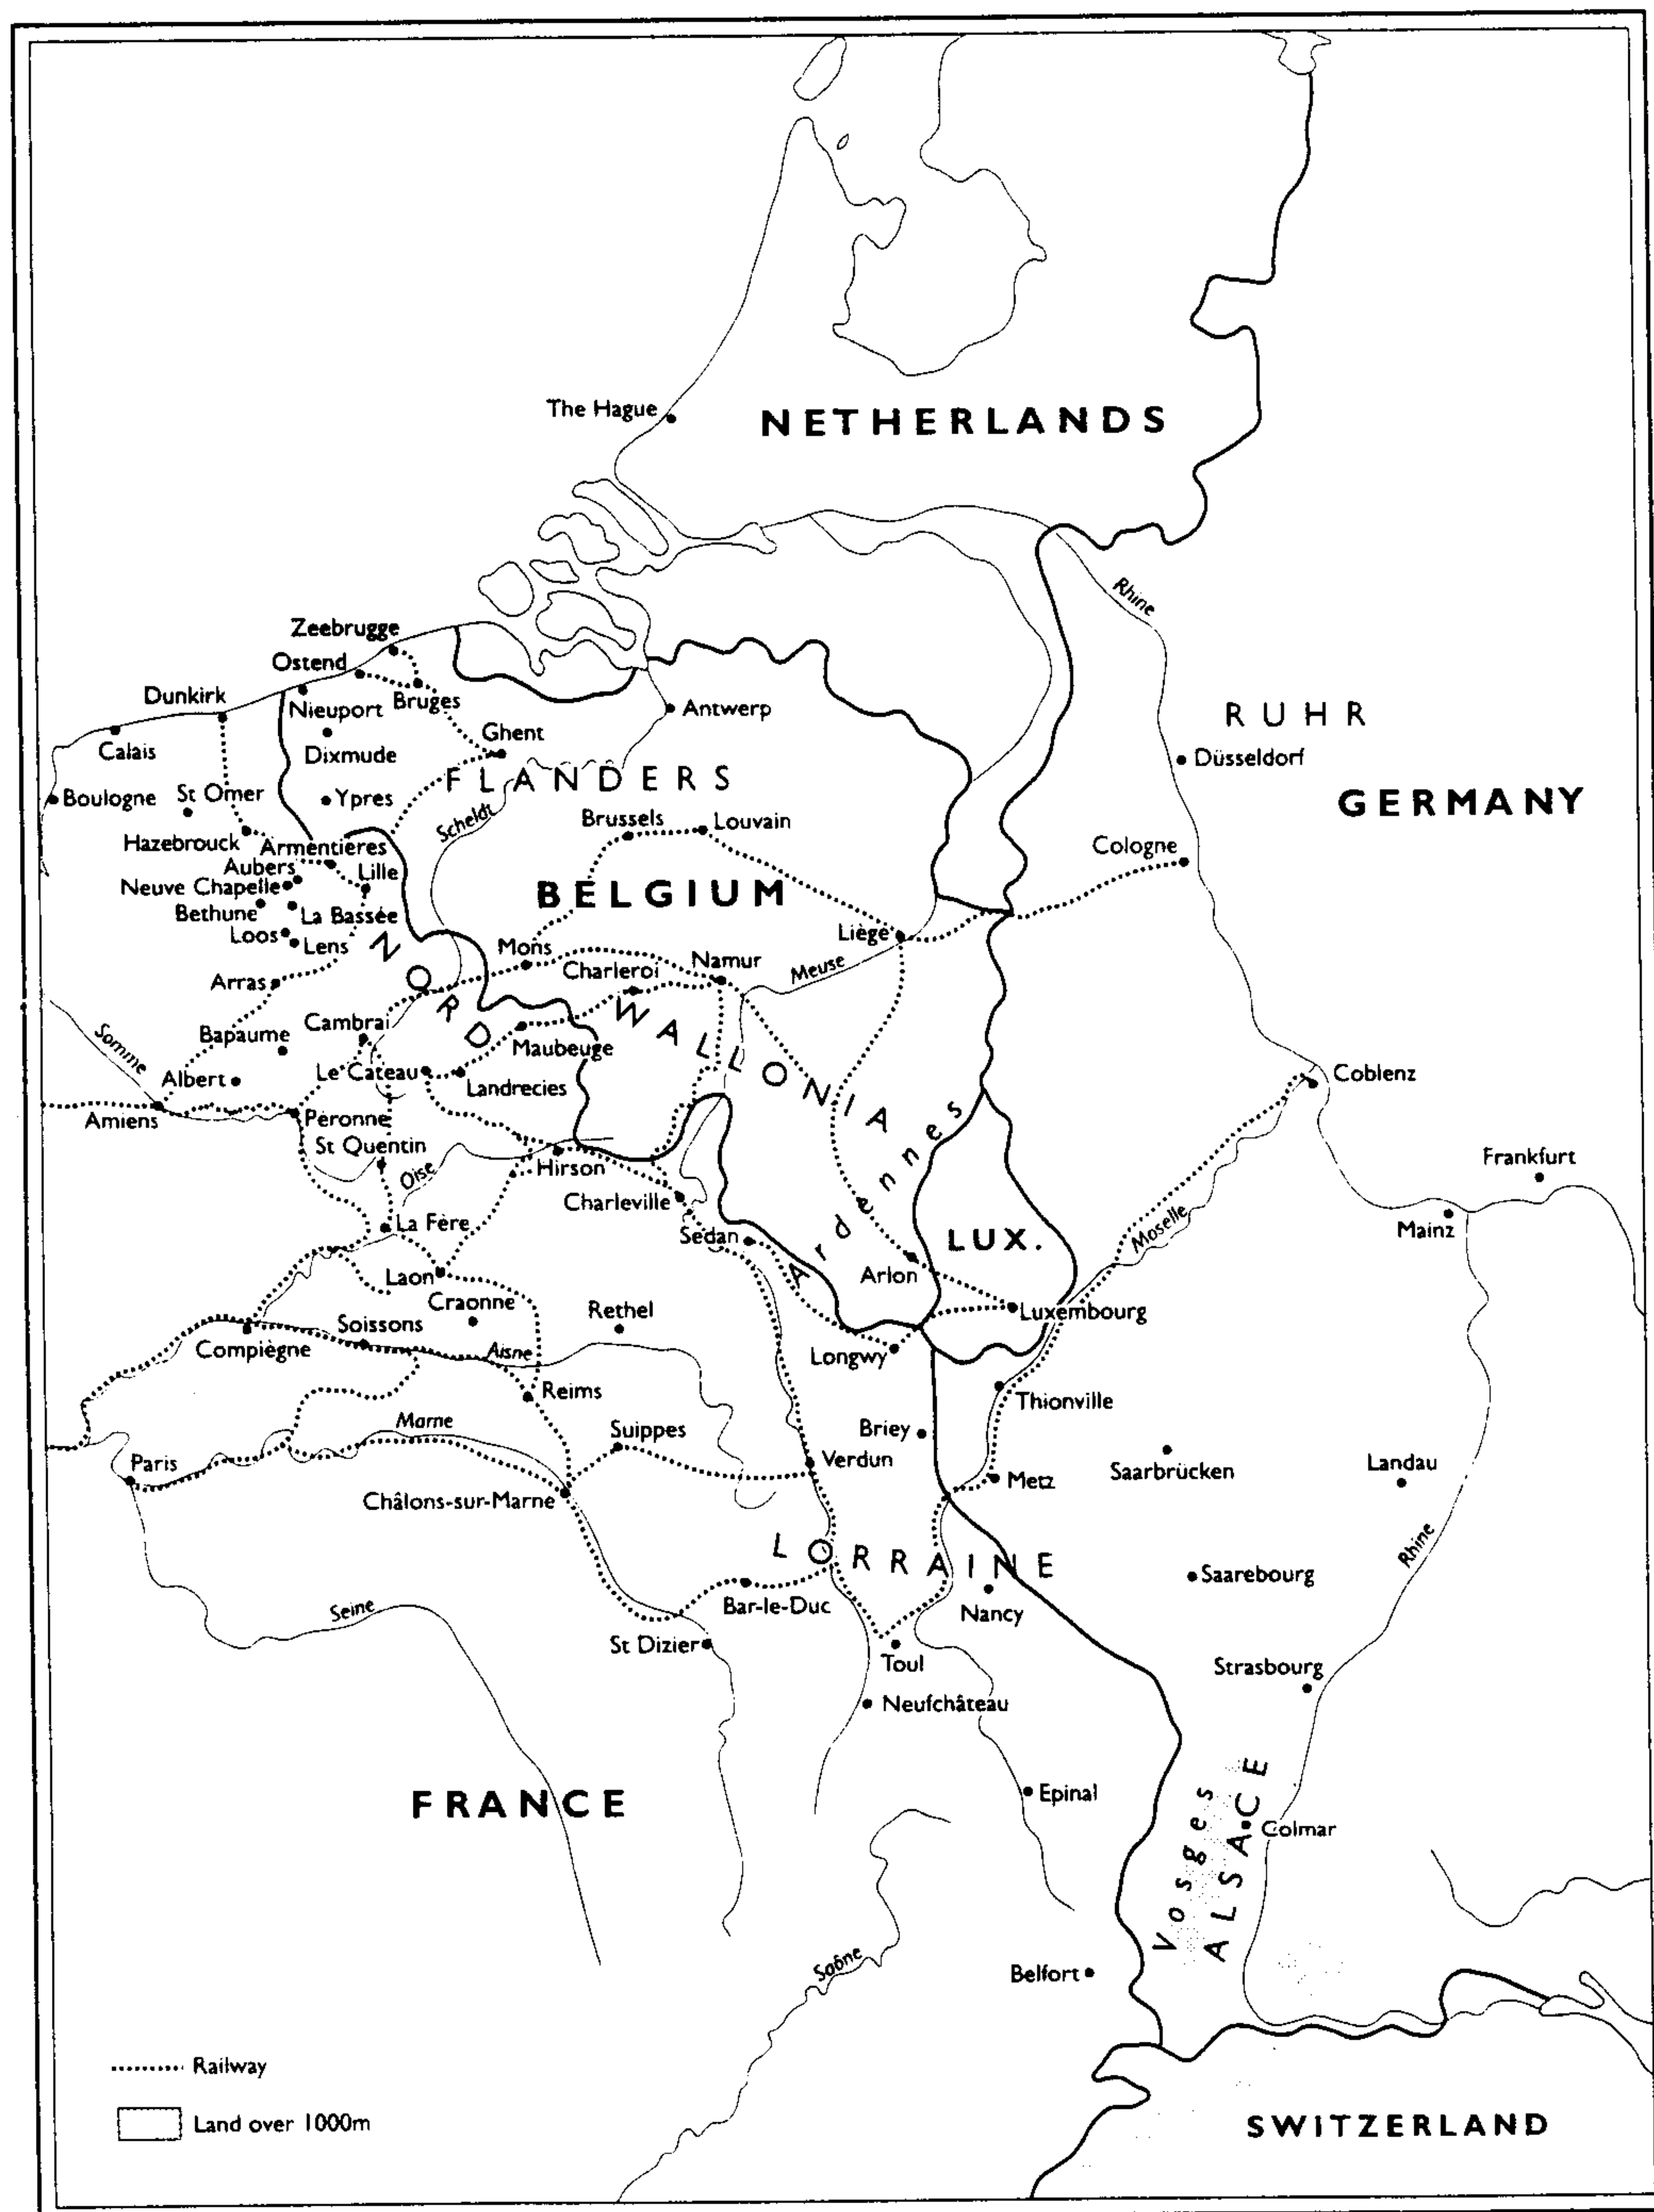 The Hague
NETHERLANDS
Rhine
Zeebrugge
Ostend
Dunkirk
Nieuport
Bruges
Antwerp
RUHR
Calais
Dixmude
Ghent
Düsseldorf
FLANDERS
GERMANY
Boulogne
St Omer
Ypres
Scheldt
Brussels
Louvain
Hazebrouck
Armentieres
Cologne
Aubers
Lille
Neuve Chapelle
BELGIUM
Bethune
La Bassée
Loos
Lens
Liège
NORD
Mons
Arras
Charleroi
Namur
Meuse
WALLONIA
Somme
Bapaume
Cambrai
Maubeuge
Albert
Le Cateau
Landrecies
Coblenz
Amiens
Peronne
St Quentin
Oise
Hirson
Ardennes
Frankfurt
Charleville
Moselle
Mainz
La Fère
Sedan
LUX.
Laon
Arlon
Craonne
Rethel
Luxembourg
Soissons
Compiègne
Aisne
Longwy
Reims
Thionville
Marne
Suippes
Briey
Paris
Verdun
Metz
Saarbrücken
Landau
Châlons-sur-Marne
LORRAINE
Rhine
Saarebourg
Bar-le-Duc
Nancy
Seine
St Dizier
Toul
Strasbourg
Neufchâteau
Epinal
FRANCE
Vosges
ALSACE
Colmar
Saône
Belfort
Railway
Land over 1000m
SWITZERLAND